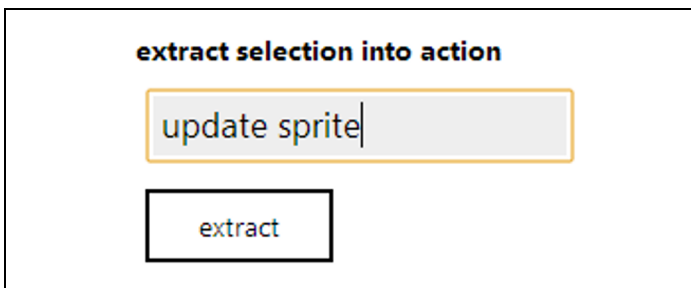 extract selection into action
update sprite
extract